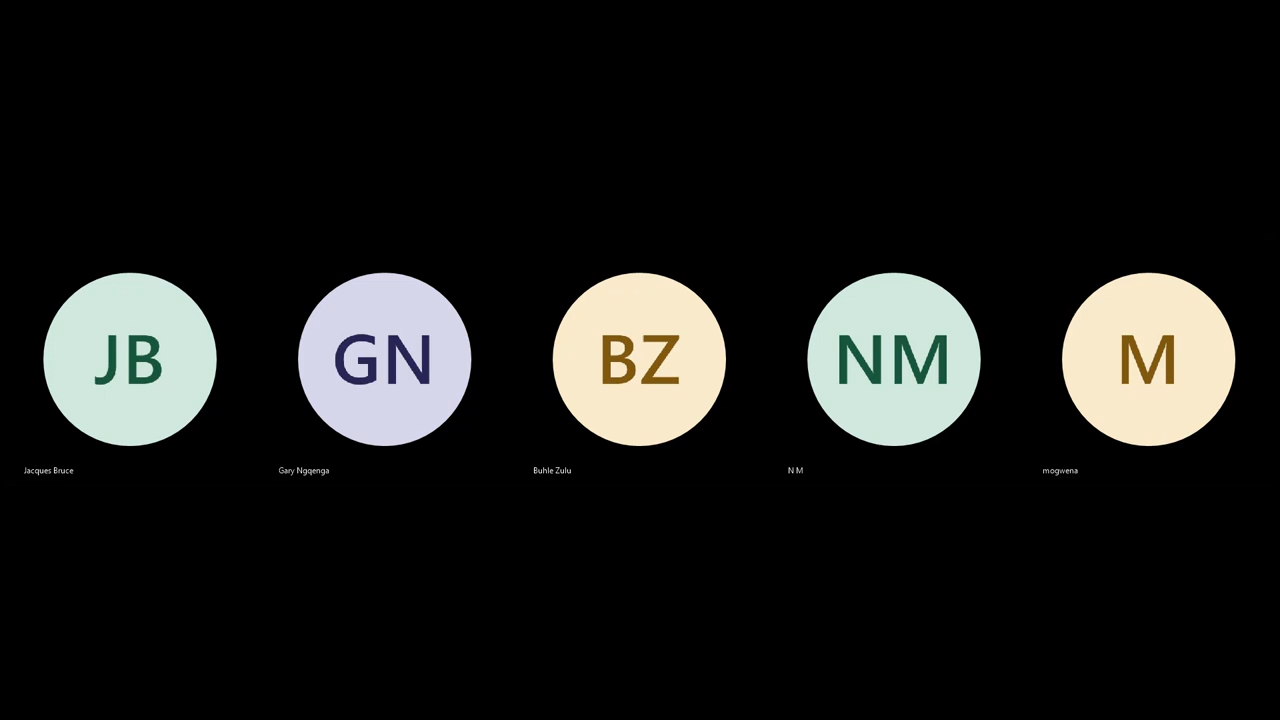 JB
GN
BZ
NM
M
Jacques Bruce
Gary Ngqenga
Buhle Zulu
N M
mogwena